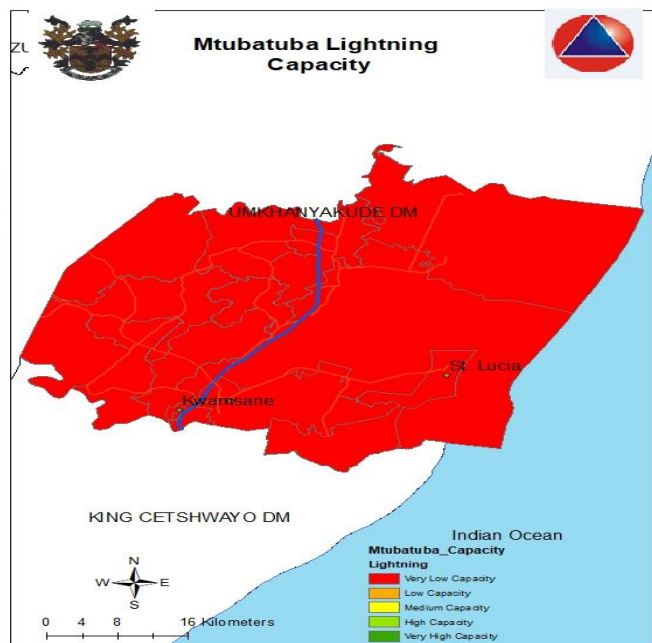 ZU
Mtubatuba Lightning
Capacity
UMKHANYAKUDE DM
St. Lucia
Kwamsane
KING CETSHWAYO DM
Indian Ocean
Mtubatuba_Capacity
Lightning
Very Low Capacity
Low Capacity
Medium Capacity
High Capacity
Very High Capacity
N
W E
S
0 4 8 16 Kilometers